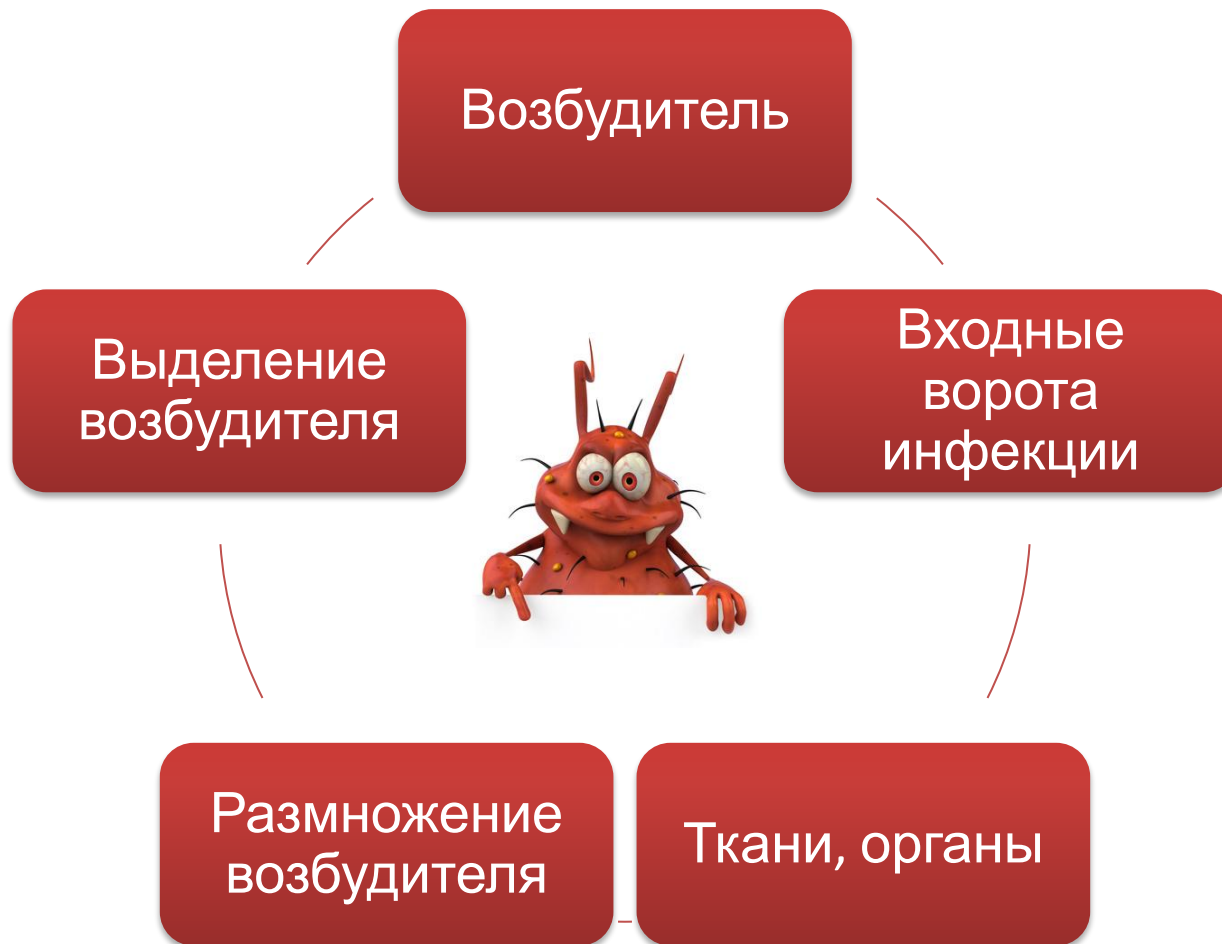 Возбудитель
Входные
ворота
инфекции
Ткани, органы
Размножение
возбудителя
Выделение
возбудителя